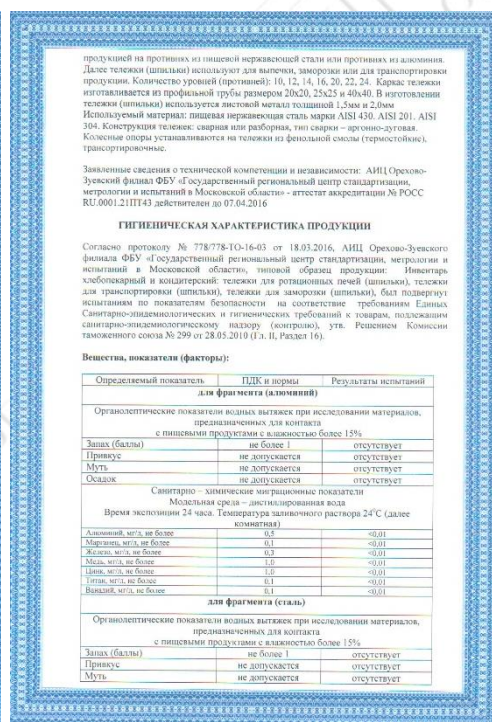 продукцией на противнях из пищевой нержавеющей стали или противнях из алюминия.
Далее тележки (шпильки) используют для выпечки, заморозки или для транспортировки
продукции. Количество уровней (противней): 10, 12, 14, 16, 20, 22, 24. Каркас тележки
изготавливается из профильной трубы размером 20х20, 25х25 и 40х40. В изготовлении
тележки (шпильки) используется листовой металл толщиной 1,5мм и 2,0мм
Используемый материал: пищевая нержавеющая сталь марки AISI 430. AISI 201. AISI
304. Конструкция тележек: сварная или разборная, тип сварки – аргонно-дуговая.
Колесные опоры устанавливаются на тележки из фенольной смолы (термостойкие),
транспортировочные.
Заявленные сведения о технической компетенции и независимости: АИЦ Орехово-
Зуевский филиал ФБУ «Государственный региональный центр стандартизации,
метрологии и испытаний в Московской области» - аттестат аккредитации № РОСС
RU.0001.21ПТ43 действителен до 07.04.2016
ГИГИЕНИЧЕСКАЯ ХАРАКТЕРИСТИКА ПРОДУКЦИИ
Согласно протоколу № 778/778-ТО-16-03 от 18.03.2016, АИЦ Орехово-Зуевского
филиала ФБУ «Государственный региональный центр стандартизации, метрологии и
испытаний в Московской области», типовой образец продукции: Инвентарь
хлебопекарный и кондитерский: тележки для ротационных печей (шпильки), тележки
для транспортировки (шпильки), тележки для заморозки (шпильки), был подвергнут
испытаниям по показателям безопасности на соответствие требованиям Единых
Санитарно-эпидемиологических и гигиенических требований к товарам, подлежащим
санитарно-эпидемиологическому надзору (контролю), утв. Решением Комиссии
таможенного союза № 299 от 28.05.2010 (Гл. II, Раздел 16).
Вещества, показатели (факторы):
Определяемый показатель ПДК и нормы Результаты испытаний
для фрагмента (алюминий)
Органолептические показатели водных вытяжек при исследовании материалов,
предназначенных для контакта
с пищевыми продуктами с влажностью более 15%
Запах (баллы) не более 1 отсутствует
Привкус не допускается отсутствует
Муть не допускается отсутствует
Осадок не допускается отсутствует
Санитарно – химические миграционные показатели
Модельная среда – дистиллированная вода
Время экспозиции 24 часа. Температура заливочного раствора 24°С (далее
комнатная)
Алюминий, мг/л, не более 0,5 <0,01
Марганец, мг/л, не более 0,1 <0,01
Железо, мг/л, не более 0,3 <0,01
Медь, мг/л, не более 1,0 <0,01
Цинк, мг/л, не более 1,0 <0,01
Титан, мг/л, не более 0,1 <0,01
Ванадий, мг/л, не более 0,1 <0,01
для фрагмента (сталь)
Органолептические показатели водных вытяжек при исследовании материалов,
предназначенных для контакта
с пищевыми продуктами с влажностью более 15%
Запах (баллы) не более 1 отсутствует
Привкус не допускается отсутствует
Муть не допускается отсутствует